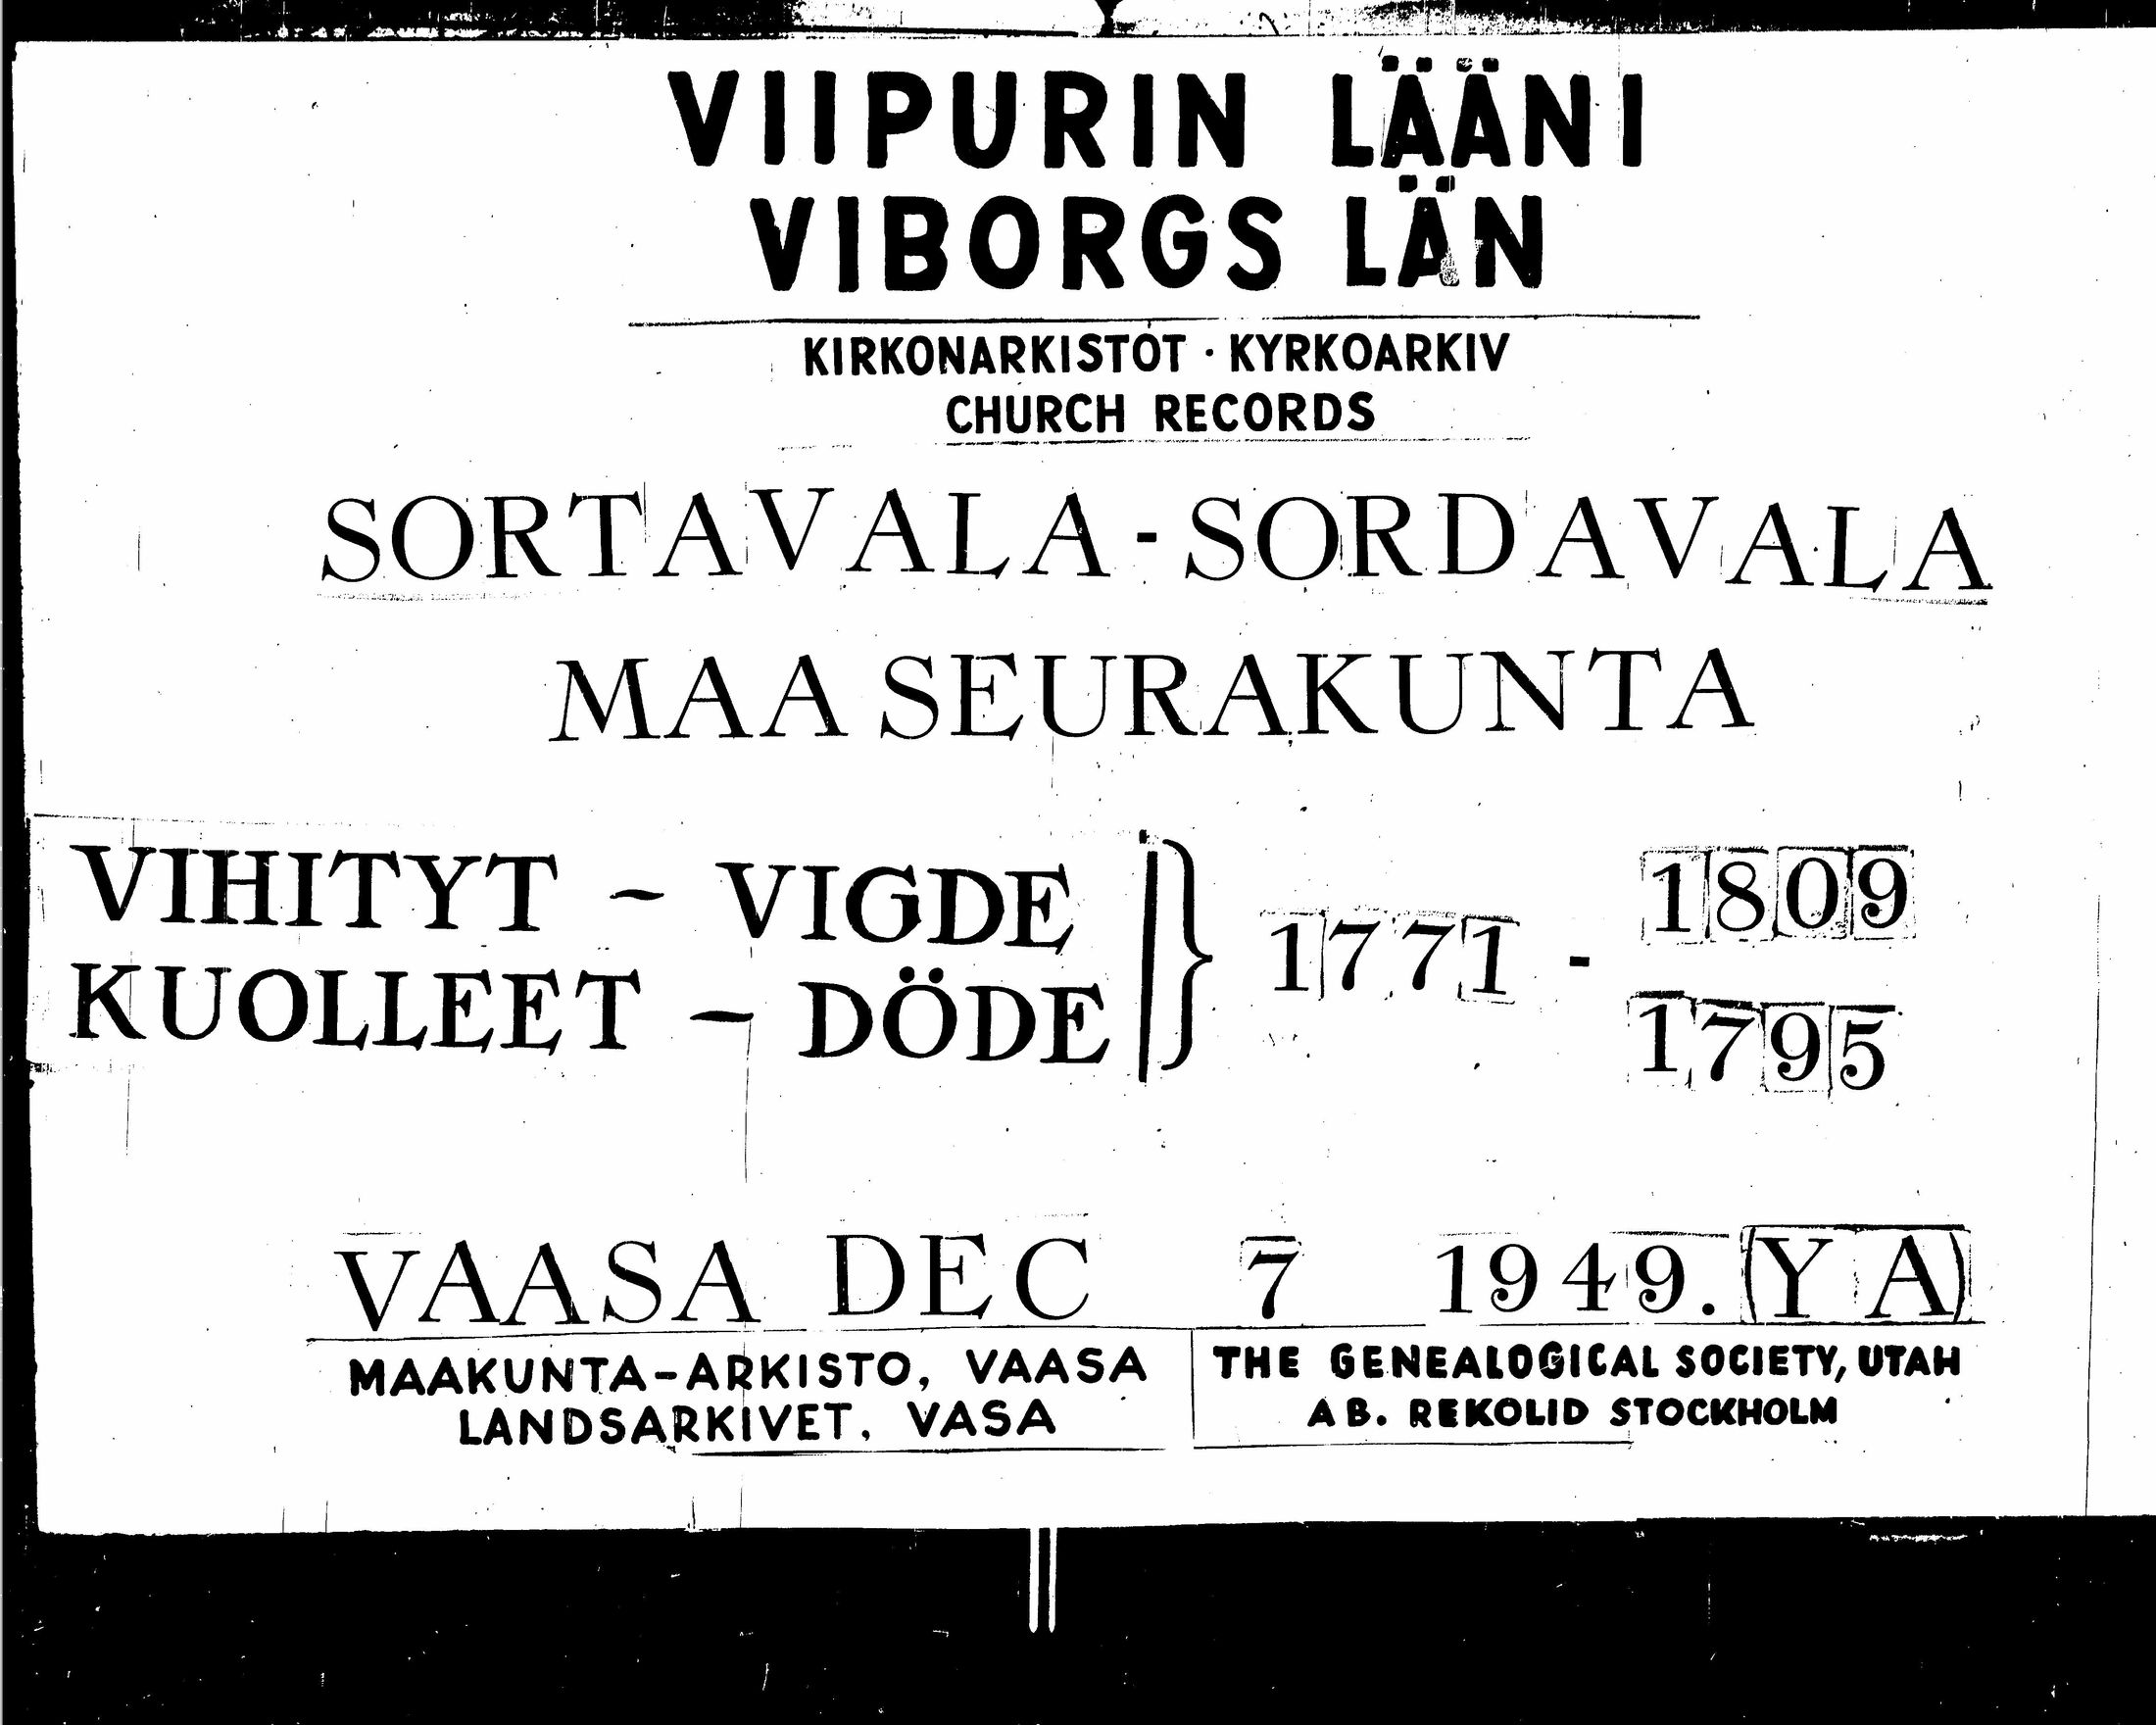 VIIPURIN LÄÄNI
VIBORGS LÄN
KIRKONARKISTOT · KYRKOARKIV
CHURCH RECORDS
SORTAVALA - SORDAVALA
MAA SEURAKUNTA
VIHITYT – VIGDE } 1771 - 1809
KUOLLEET – DÖDE 1795
VAASA DEC 7 1949. (Y A)
MAAKUNTA-ARKISTO, VAASA
LANDSARKIVET, VASA
THE GENEALOGICAL SOCIETY, UTAH
AB. REKOLID STOCKHOLM